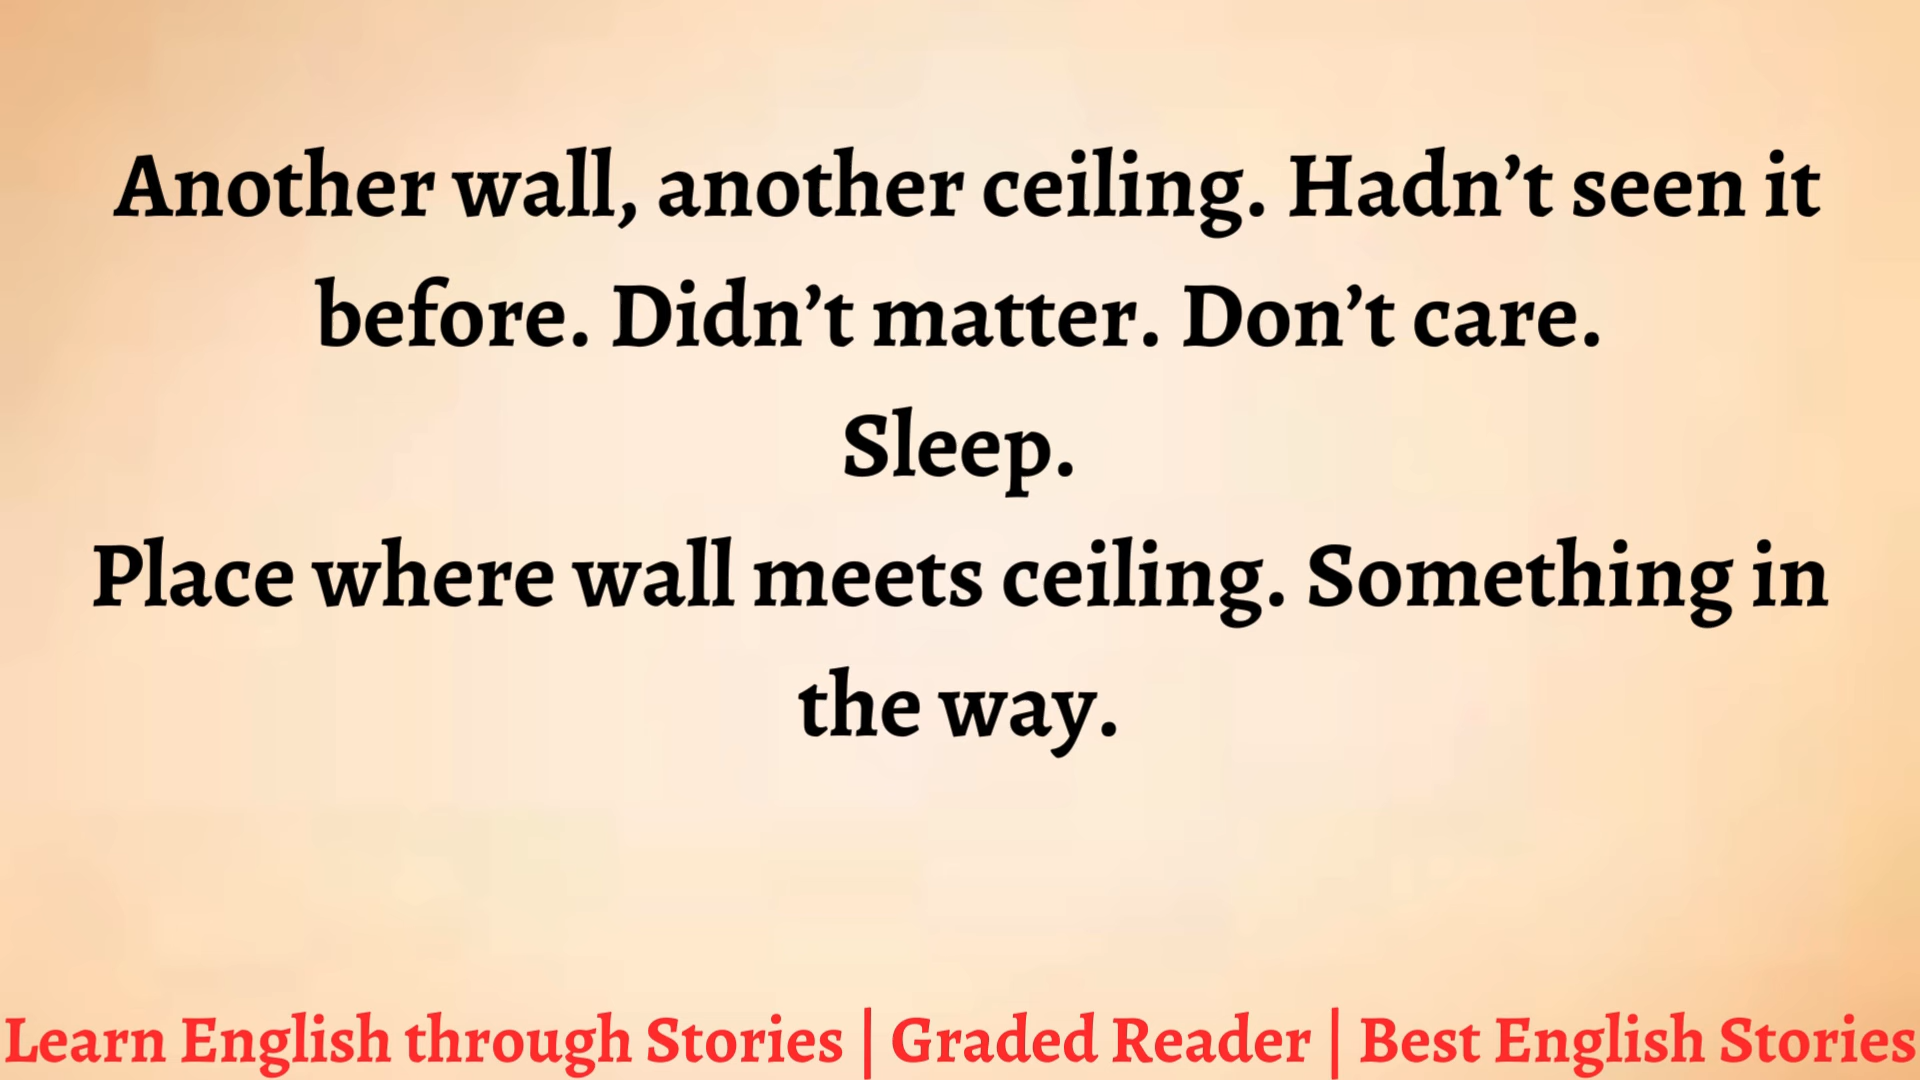 Another wall, another ceiling. Hadn’t seen it
before. Didn’t matter. Don’t care.
Sleep.
Place where wall meets ceiling. Something in
the way.
Learn English through Stories | Graded Reader | Best English Stories